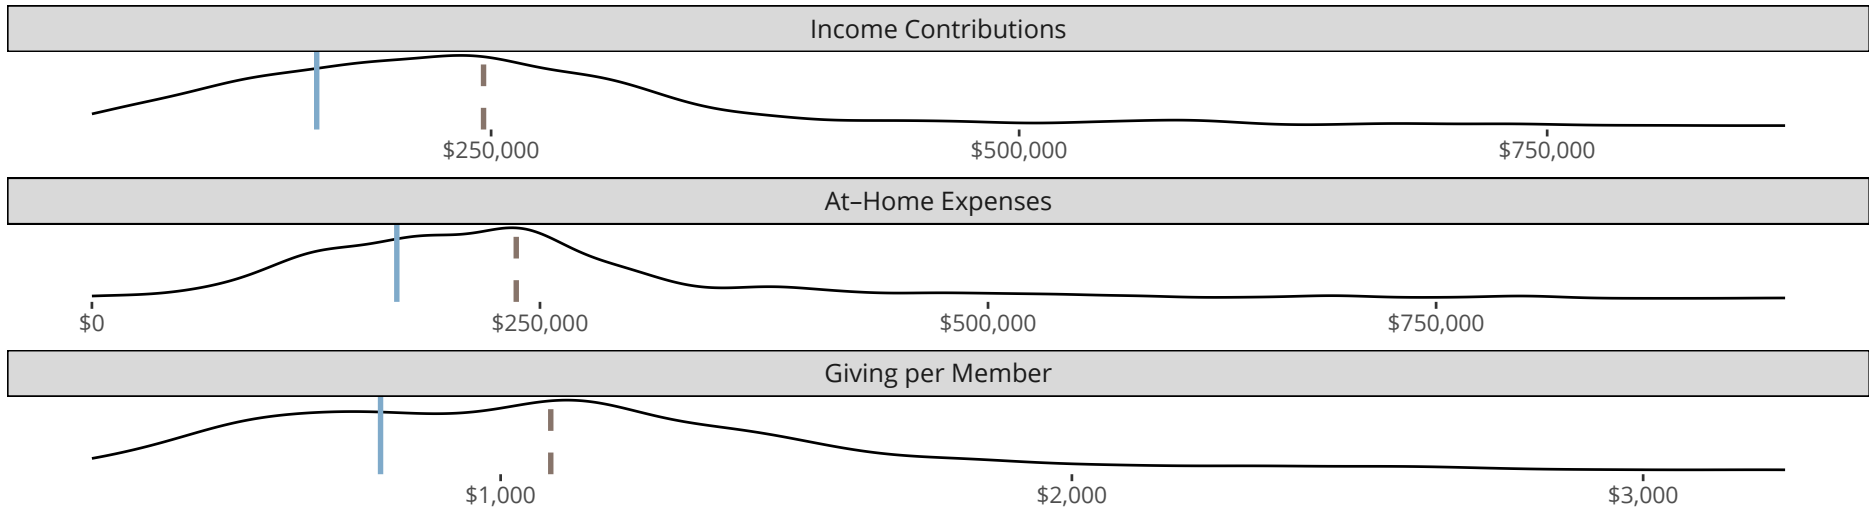 Income Contributions
$250,000 $500,000 $750,000
At–Home Expenses
$0 $250,000 $500,000 $750,000
Giving per Member
$1,000 $2,000 $3,000